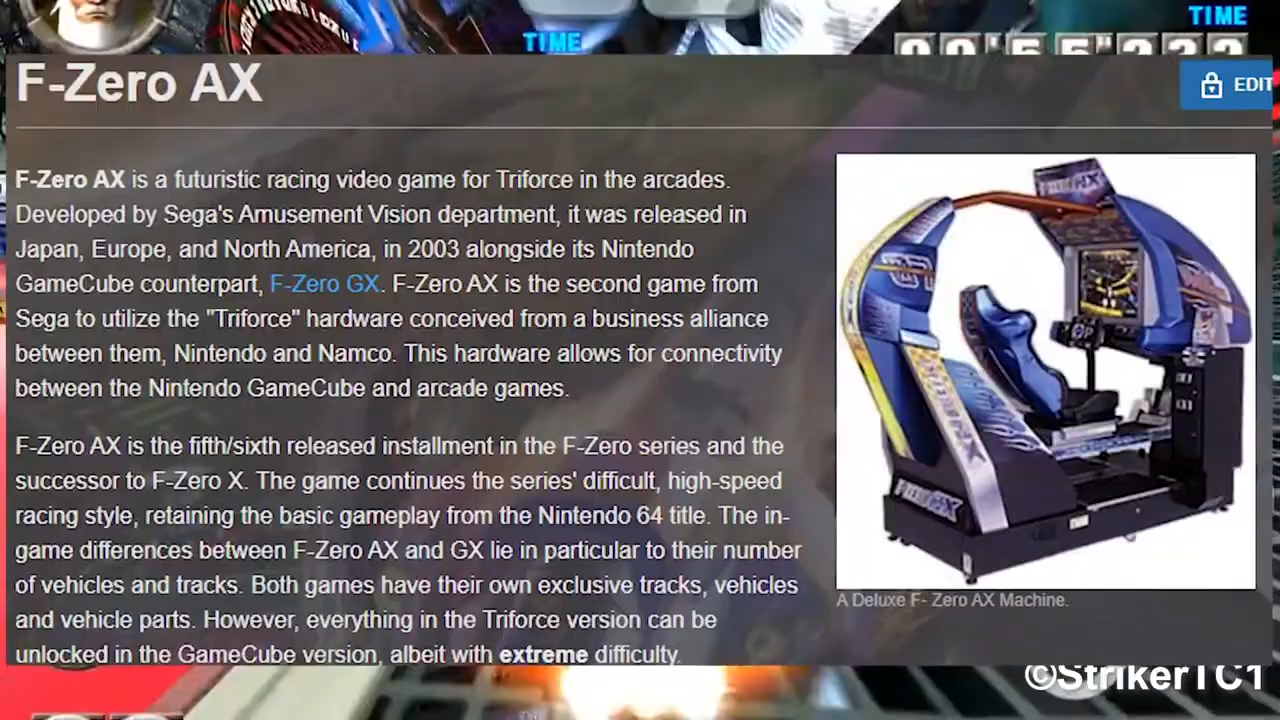 TIME
TIME
00'55"233
F-Zero AX
EDIT
F-Zero AX is a futuristic racing video game for Triforce in the arcades.
Developed by Sega's Amusement Vision department, it was released in
Japan, Europe, and North America, in 2003 alongside its Nintendo
GameCube counterpart, F-Zero GX. F-Zero AX is the second game from
Sega to utilize the "Triforce" hardware conceived from a business alliance
between them, Nintendo and Namco. This hardware allows for connectivity
between the Nintendo GameCube and arcade games.
F-Zero AX is the fifth/sixth released installment in the F-Zero series and the
successor to F-Zero X. The game continues the series' difficult, high-speed
racing style, retaining the basic gameplay from the Nintendo 64 title. The in-
game differences between F-Zero AX and GX lie in particular to their number
of vehicles and tracks. Both games have their own exclusive tracks, vehicles
and vehicle parts. However, everything in the Triforce version can be
unlocked in the GameCube version, albeit with extreme difficulty.
A Deluxe F- Zero AX Machine.
©StrikerTC1